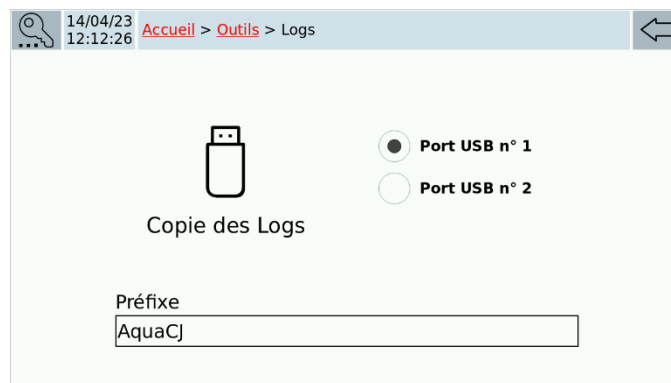 14/04/23
12:12:26
Accueil > Outils > Logs
Port USB n° 1
Port USB n° 2
Copie des Logs
Préfixe
AquaCJ